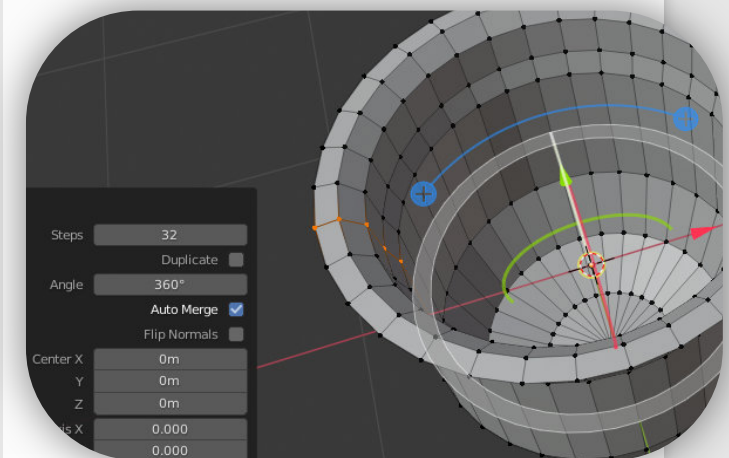 Steps 32
Duplicate
Angle 360°
Auto Merge
Flip Normals
Center X 0m
Y 0m
Z 0m
X 0.000
0.000